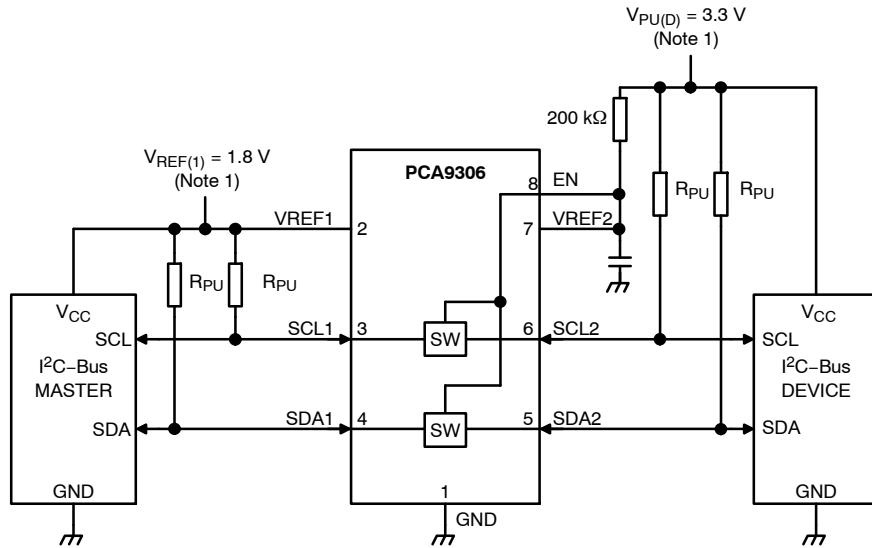 V_PU(D) = 3.3 V
(Note 1)
200 kΩ
V_REF(1) = 1.8 V
(Note 1)
PCA9306
8
EN
R_PU
R_PU
VREF1
2
7
VREF2
R_PU
R_PU
V_CC
V_CC
SCL
SCL1
3
SW
6
SCL2
SCL
I²C–Bus
MASTER
I²C–Bus
DEVICE
SDA
SDA1
4
SW
5
SDA2
SDA
GND
1
GND
GND